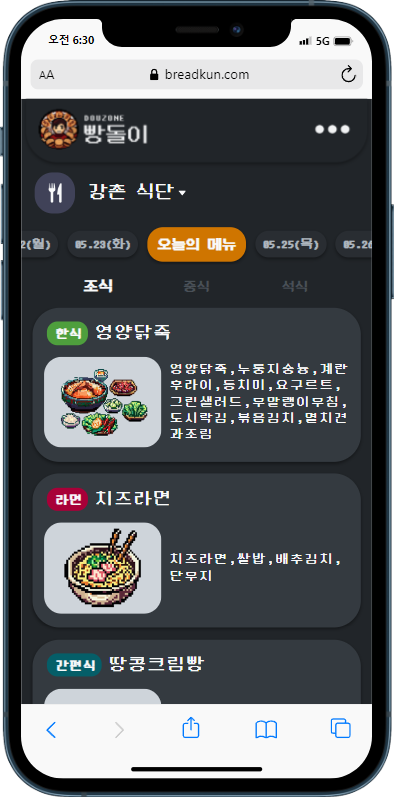 오전 6:30
5G
AA
breadkun.com
DOUZONE
빵돌이
강촌 식단
2(월)
05.23(화)
오늘의 메뉴
05.25(목)
05.26
조식
중식
석식
한식 영양닭죽
영양닭죽,누룽지숭늉,계란
후라이,동치미,요구르트,
그린샐러드,무말랭이무침,
도시락김,볶음김치,멸치견
과조림
라면 치즈라면
치즈라면,쌀밥,배추김치,
단무지
간편식 땅콩크림빵